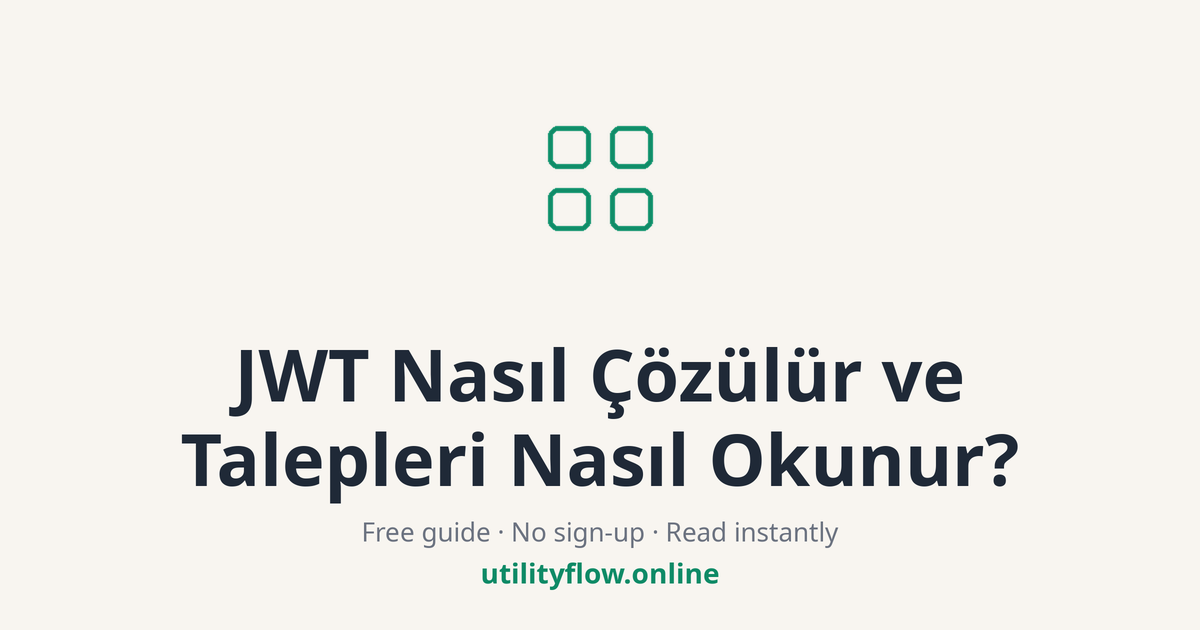 JWT Nasıl Çözülür ve
Talepleri Nasıl Okunur?
Free guide · No sign-up · Read instantly
utilityflow.online